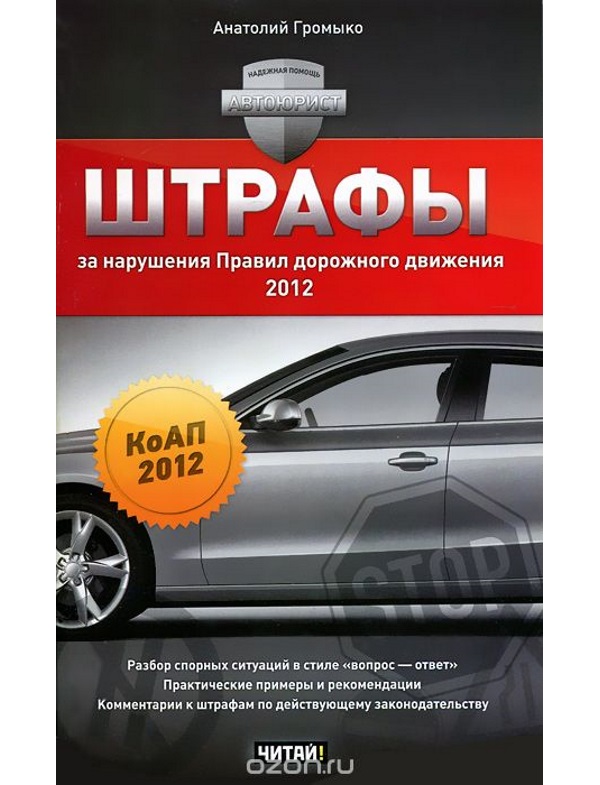 Анатолий Громыко
НАДЕЖНАЯ ПОМОЩЬ
АВТОЮРИСТ
ШТРАФЫ
за нарушения Правил дорожного движения
2012
КоАП
2012
STOP
Разбор спорных ситуаций в стиле «вопрос — ответ»
Практические примеры и рекомендации
Комментарии к штрафам по действующему законодательству
ЧИТАЙ!
ozon.ru